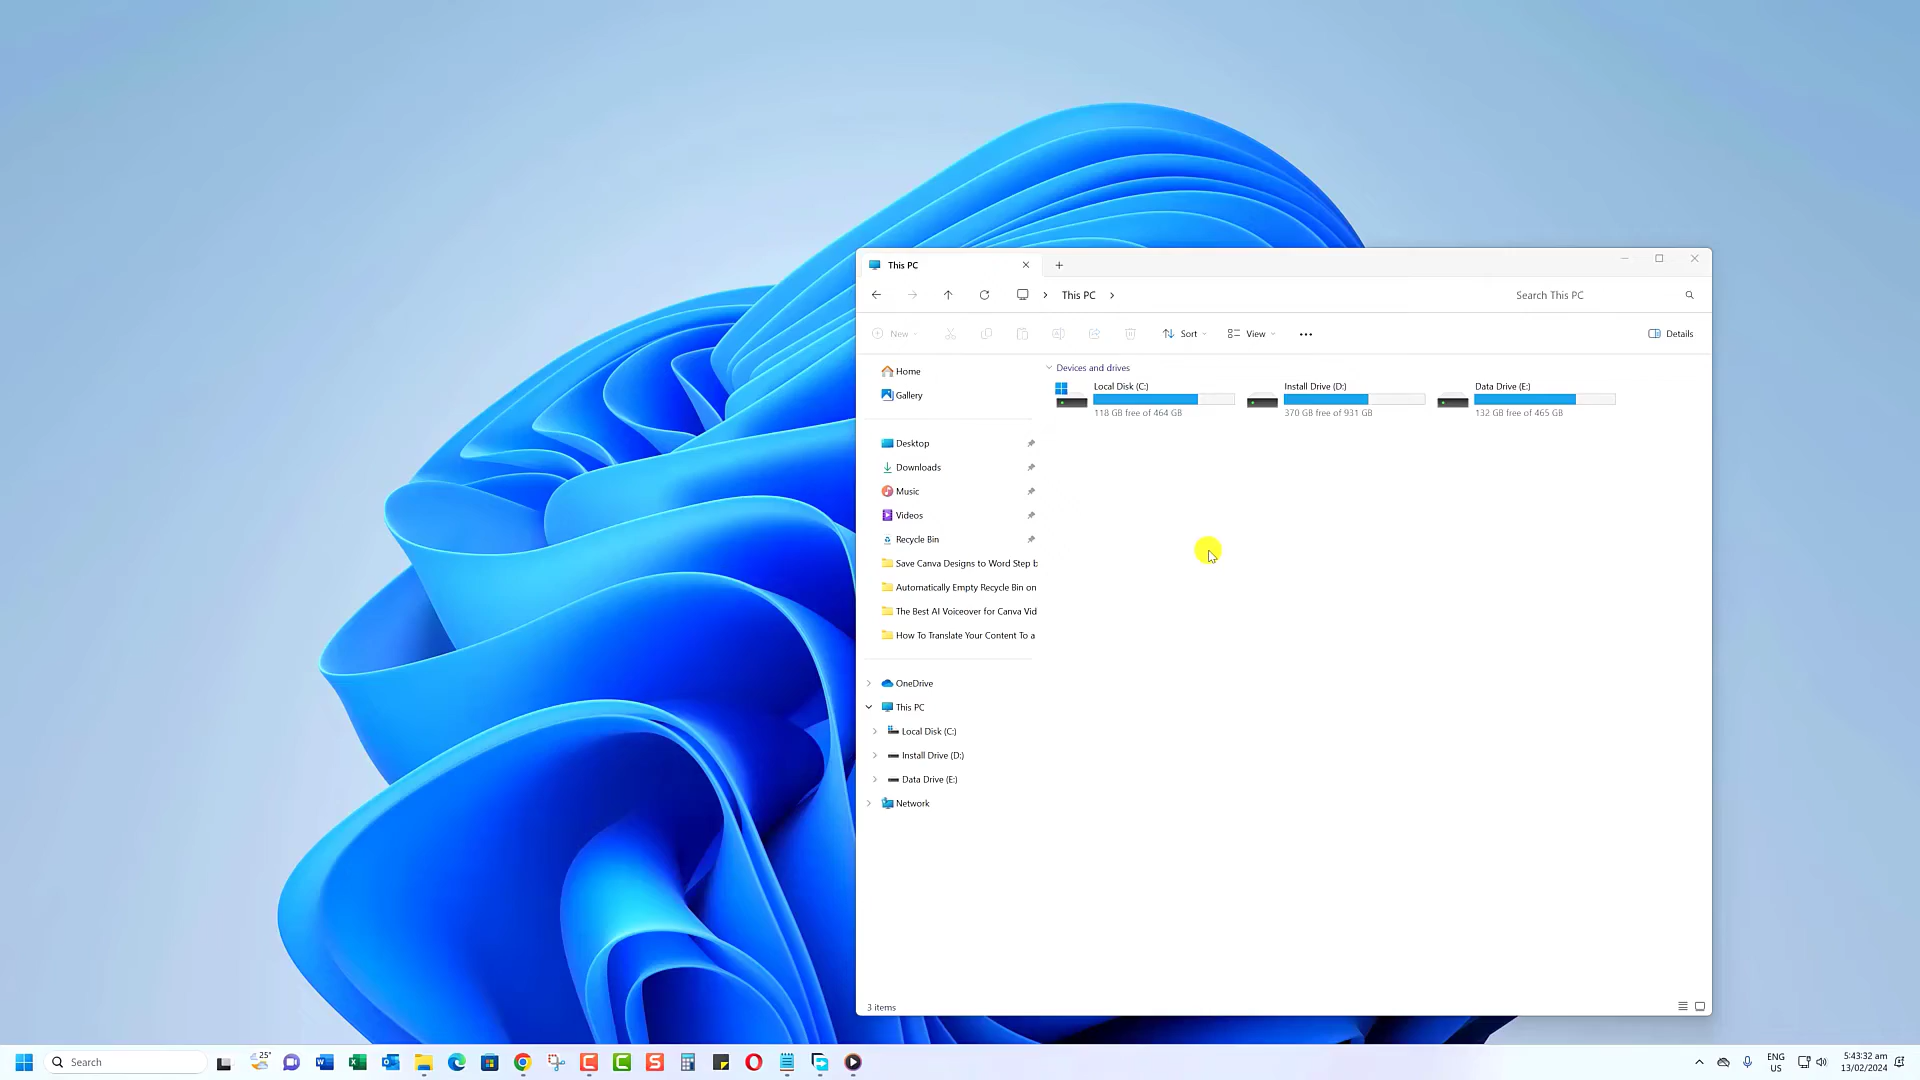 This PC
This PC
Search This PC
New
Sort
View
Details
Home
Gallery
Desktop
Downloads
Music
Videos
Recycle Bin
Save Canva Designs to Word Step b
Automatically Empty Recycle Bin on
The Best AI Voiceover for Canva Vid
How To Translate Your Content To a
OneDrive
This PC
Local Disk (C:)
Install Drive (D:)
Data Drive (E:)
Network
Devices and drives
Local Disk (C:)
118 GB free of 464 GB
Install Drive (D:)
370 GB free of 931 GB
Data Drive (E:)
132 GB free of 465 GB
3 items
Search
25°
ENG
US
5:43:32 am
13/02/2024